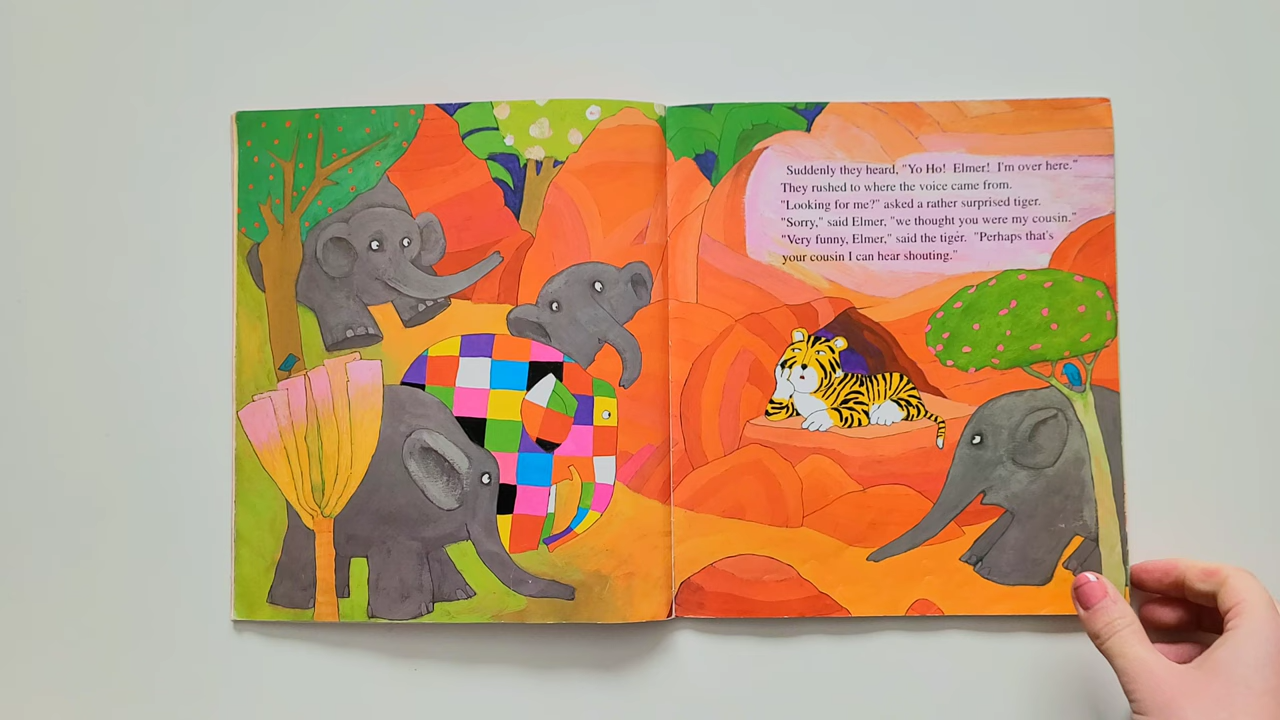 Suddenly they heard, "Yo Ho! Elmer! I'm over here."
They rushed to where the voice came from.
"Looking for me?" asked a rather surprised tiger.
"Sorry," said Elmer, "we thought you were my cousin."
"Very funny, Elmer," said the tiger. "Perhaps that's
your cousin I can hear shouting."